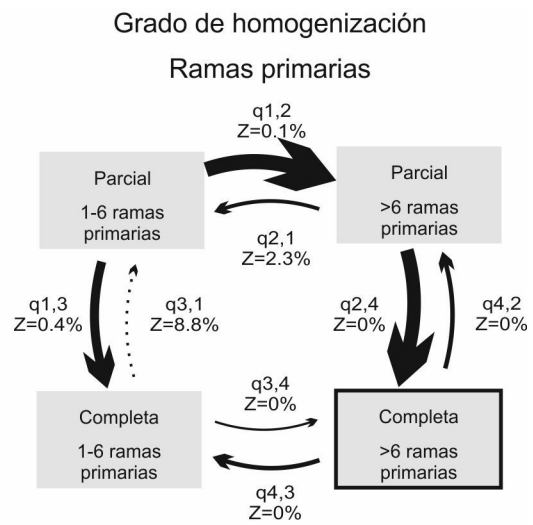 Grado de homogenización
Ramas primarias
q1,2
Z=0.1%
Parcial
1-6 ramas
primarias
Parcial
>6 ramas
primarias
q2,1
Z=2.3%
q1,3
Z=0.4%
q3,1
Z=8.8%
q2,4
Z=0%
q4,2
Z=0%
q3,4
Z=0%
Completa
1-6 ramas
primarias
Completa
>6 ramas
primarias
q4,3
Z=0%